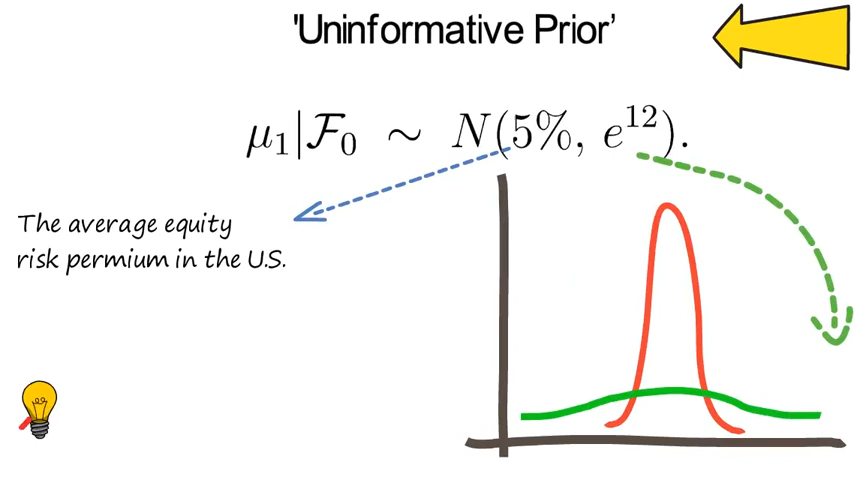 'Uninformative Prior’
μ₁|ℱ₀ ~ N(5%, e¹²).
The average equity
risk permium in the U.S.